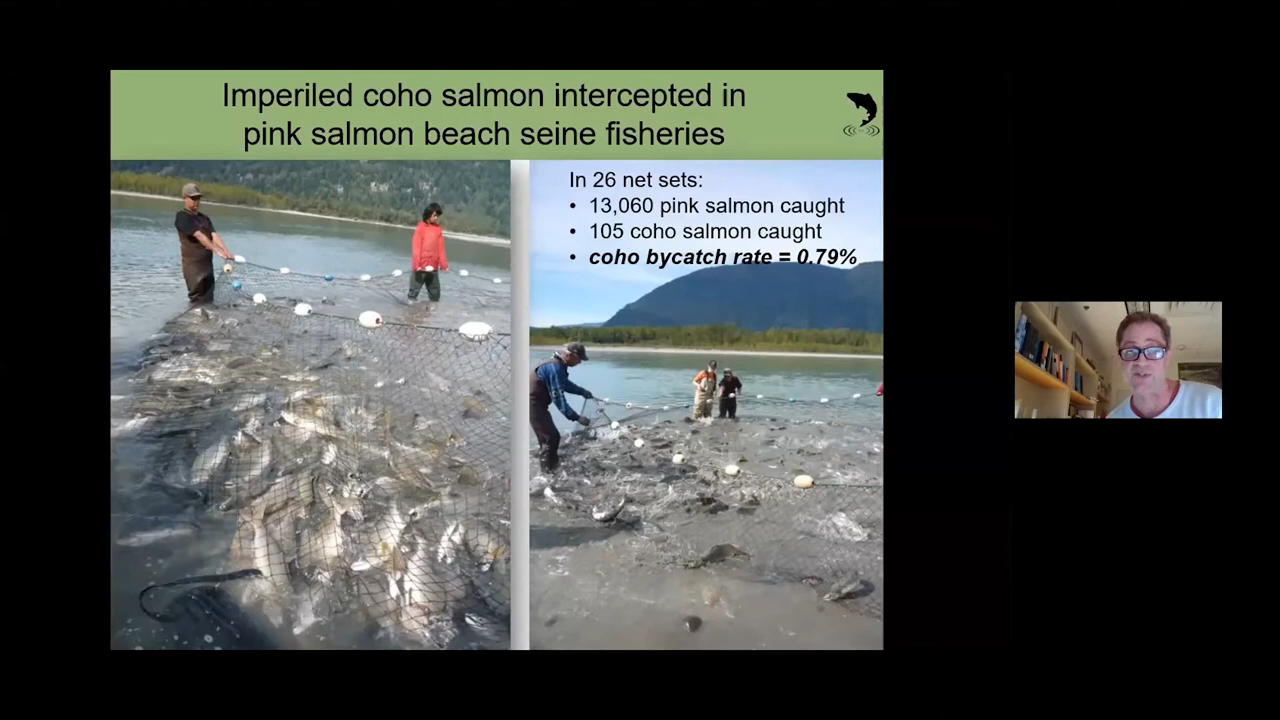 Imperiled coho salmon intercepted in
pink salmon beach seine fisheries
In 26 net sets:
• 13,060 pink salmon caught
• 105 coho salmon caught
• coho bycatch rate = 0.79%